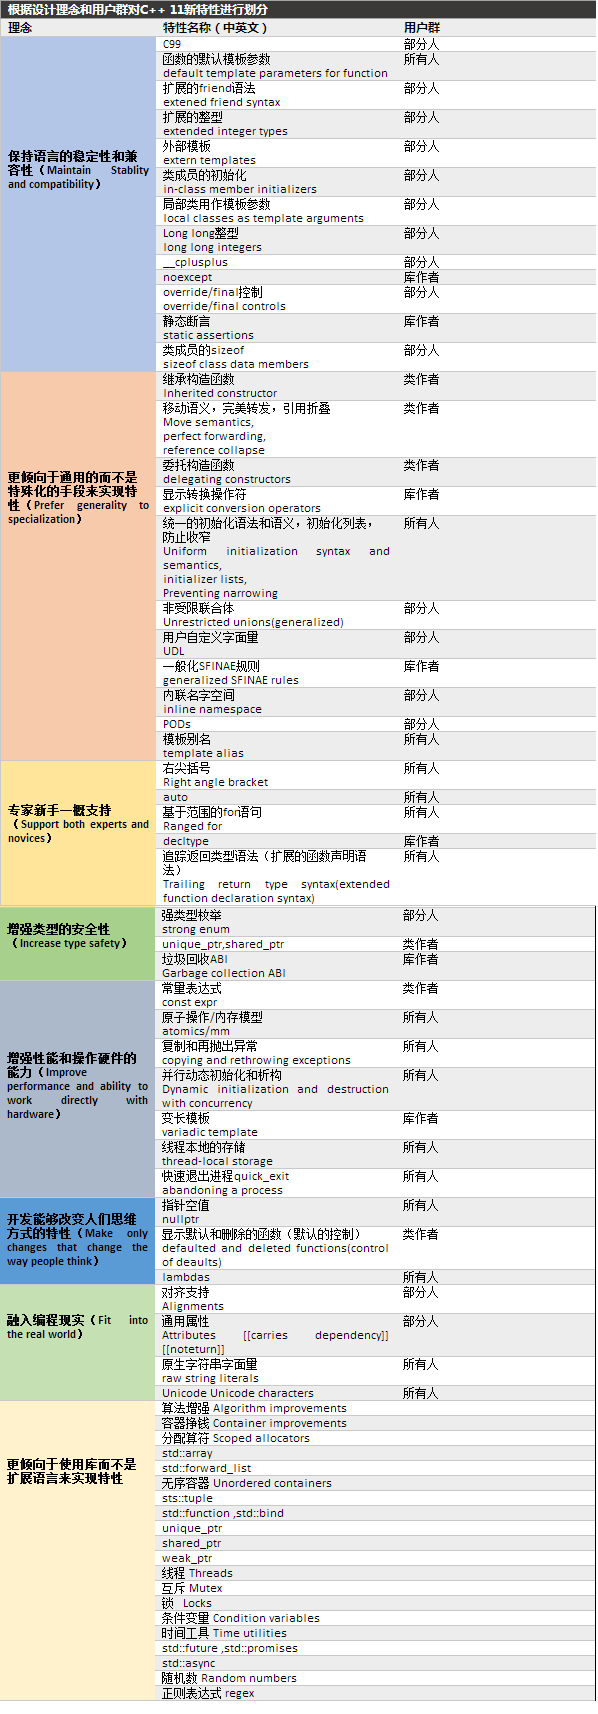 根据设计理念和用户群对C++ 11新特性进行划分
理念 特性名称（中英文） 用户群
保持语言的稳定性和兼
容性（Maintain Stablity
and compatibility）
C99 部分人
函数的默认模板参数 所有人
default template parameters for function
扩展的friend语法 部分人
extened friend syntax
扩展的整型 部分人
extended integer types
外部模板 部分人
extern templates
类成员的初始化 部分人
in-class member initializers
局部类用作模板参数 部分人
local classes as template arguments
Long long整型 部分人
long long integers
__cplusplus 部分人
noexcept 库作者
override/final控制 部分人
override/final controls
静态断言 库作者
static assertions
类成员的sizeof 部分人
sizeof class data members
更倾向于通用的而不是
特殊化的手段来实现特
性（Prefer generality to
specialization）
继承构造函数 类作者
Inherited constructor
移动语义，完美转发，引用折叠 类作者
Move semantics,
perfect forwarding,
reference collapse
委托构造函数 类作者
delegating constructors
显示转换操作符 库作者
explicit conversion operators
统一的初始化语法和语义，初始化列表， 所有人
防止收窄
Uniform initialization syntax and
semantics,
initializer lists,
Preventing narrowing
非受限联合体 部分人
Unrestricted unions(generalized)
用户自定义字面量 部分人
UDL
一般化SFINAE规则 库作者
generalized SFINAE rules
内联名字空间 部分人
inline namespace
PODs 部分人
模板别名 所有人
template alias
专家新手一概支持
（Support both experts and
novices）
右尖括号 所有人
Right angle bracket
auto 所有人
基于范围的for语句 所有人
Ranged for
decltype 库作者
追踪返回类型语法（扩展的函数声明语 所有人
法）
Trailing return type syntax(extended
function declaration syntax)
增强类型的安全性
（Increase type safety）
强类型枚举 部分人
strong enum
unique_ptr,shared_ptr 类作者
垃圾回收ABI 库作者
Garbage collection ABI
增强性能和操作硬件的
能力（Improve
performance and ability to
work directly with
hardware）
常量表达式 类作者
const expr
原子操作/内存模型 所有人
atomics/mm
复制和再抛出异常 所有人
copying and rethrowing exceptions
并行动态初始化和析构 所有人
Dynamic initialization and destruction
with concurrency
变长模板 库作者
variadic template
线程本地的存储 所有人
thread-local storage
快速退出进程quick_exit 所有人
abandoning a process
开发能够改变人们思维
方式的特性（Make only
changes that change the
way people think）
指针空值 所有人
nullptr
显示默认和删除的函数（默认的控制） 类作者
defaulted and deleted functions(control
of deaults)
lambdas 所有人
融入编程现实（Fit into
the real world）
对齐支持 部分人
Alignments
通用属性 部分人
Attributes [[carries dependency]]
[[noteturn]]
原生字符串字面量 所有人
raw string literals
Unicode Unicode characters 所有人
更倾向于使用库而不是
扩展语言来实现特性
算法增强 Algorithm improvements
容器挣钱 Container improvements
分配算符 Scoped allocators
std::array
std::forward_list
无序容器 Unordered containers
sts::tuple
std::function ,std::bind
unique_ptr
shared_ptr
weak_ptr
线程 Threads
互斥 Mutex
锁 Locks
条件变量 Condition variables
时间工具 Time utilities
std::future ,std::promises
std::async
随机数 Random numbers
正则表达式 regex